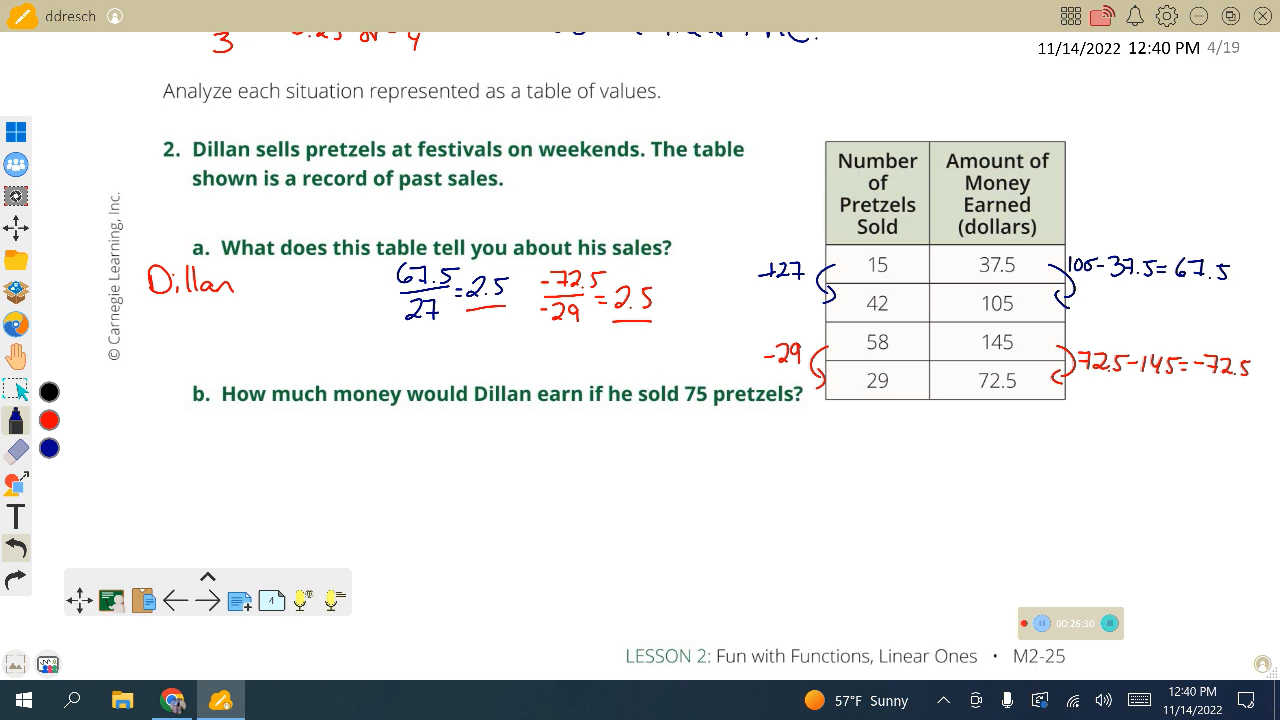 ddresch
11/14/2022 12:40 PM 4/19
Analyze each situation represented as a table of values.
2. Dillan sells pretzels at festivals on weekends. The table
shown is a record of past sales.
a. What does this table tell you about his sales?
Dillan
67.5
27
=2.5
-72.5
-29
=2.5
b. How much money would Dillan earn if he sold 75 pretzels?
Number of Pretzels Sold
Amount of Money Earned (dollars)
15 37.5
42 105
58 145
29 72.5
+27
105-37.5=67.5
-29
72.5-145=-72.5
© Carnegie Learning, Inc.
T
4
00:26:30
LESSON 2: Fun with Functions, Linear Ones • M2-25
57°F Sunny
12:40 PM
11/14/2022